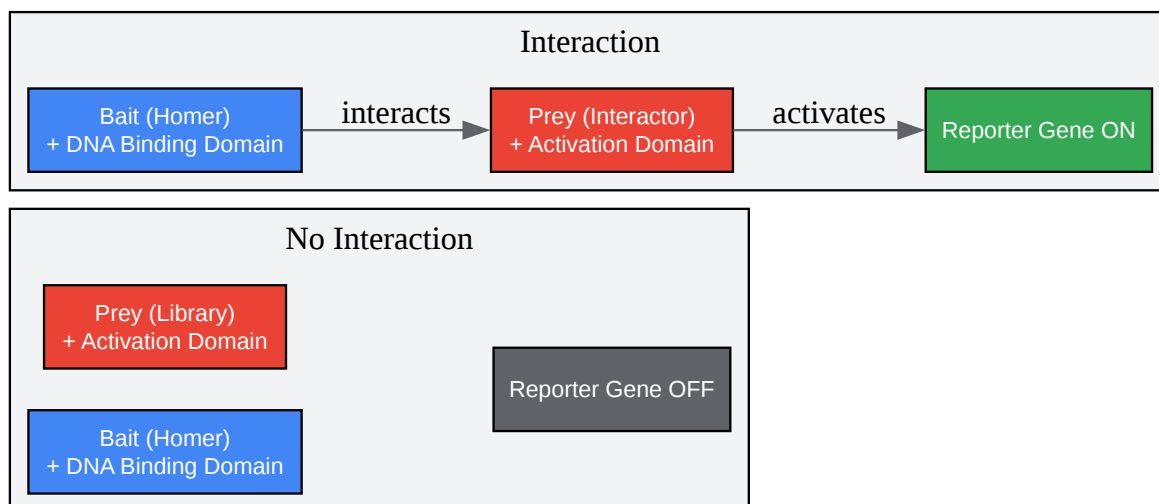 Interaction
Bait (Homer)
+ DNA Binding Domain
interacts
Prey (Interactor)
+ Activation Domain
activates
Reporter Gene ON
No Interaction
Prey (Library)
+ Activation Domain
Reporter Gene OFF
Bait (Homer)
+ DNA Binding Domain